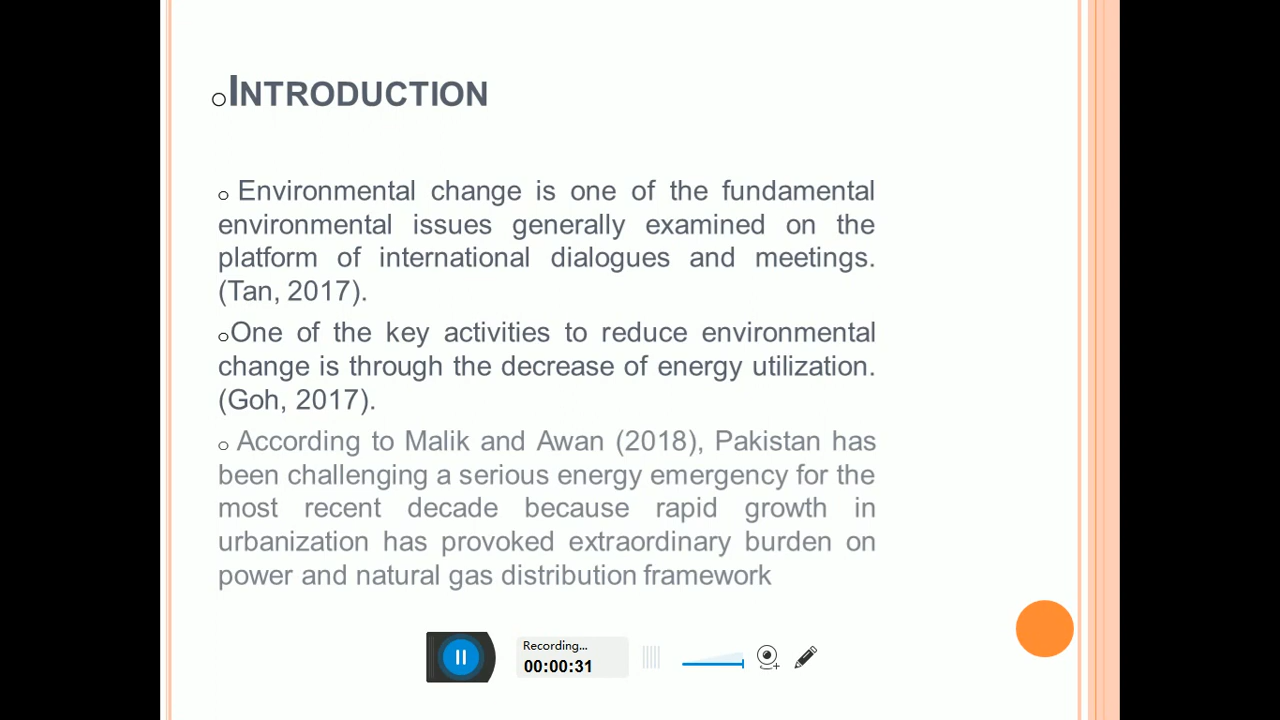 INTRODUCTION
Environmental change is one of the fundamental
environmental issues generally examined on the
platform of international dialogues and meetings.
(Tan, 2017).
One of the key activities to reduce environmental
change is through the decrease of energy utilization.
(Goh, 2017).
According to Malik and Awan (2018), Pakistan has
been challenging a serious energy emergency for the
most recent decade because rapid growth in
urbanization has provoked extraordinary burden on
power and natural gas distribution framework
Recording...
00:00:31